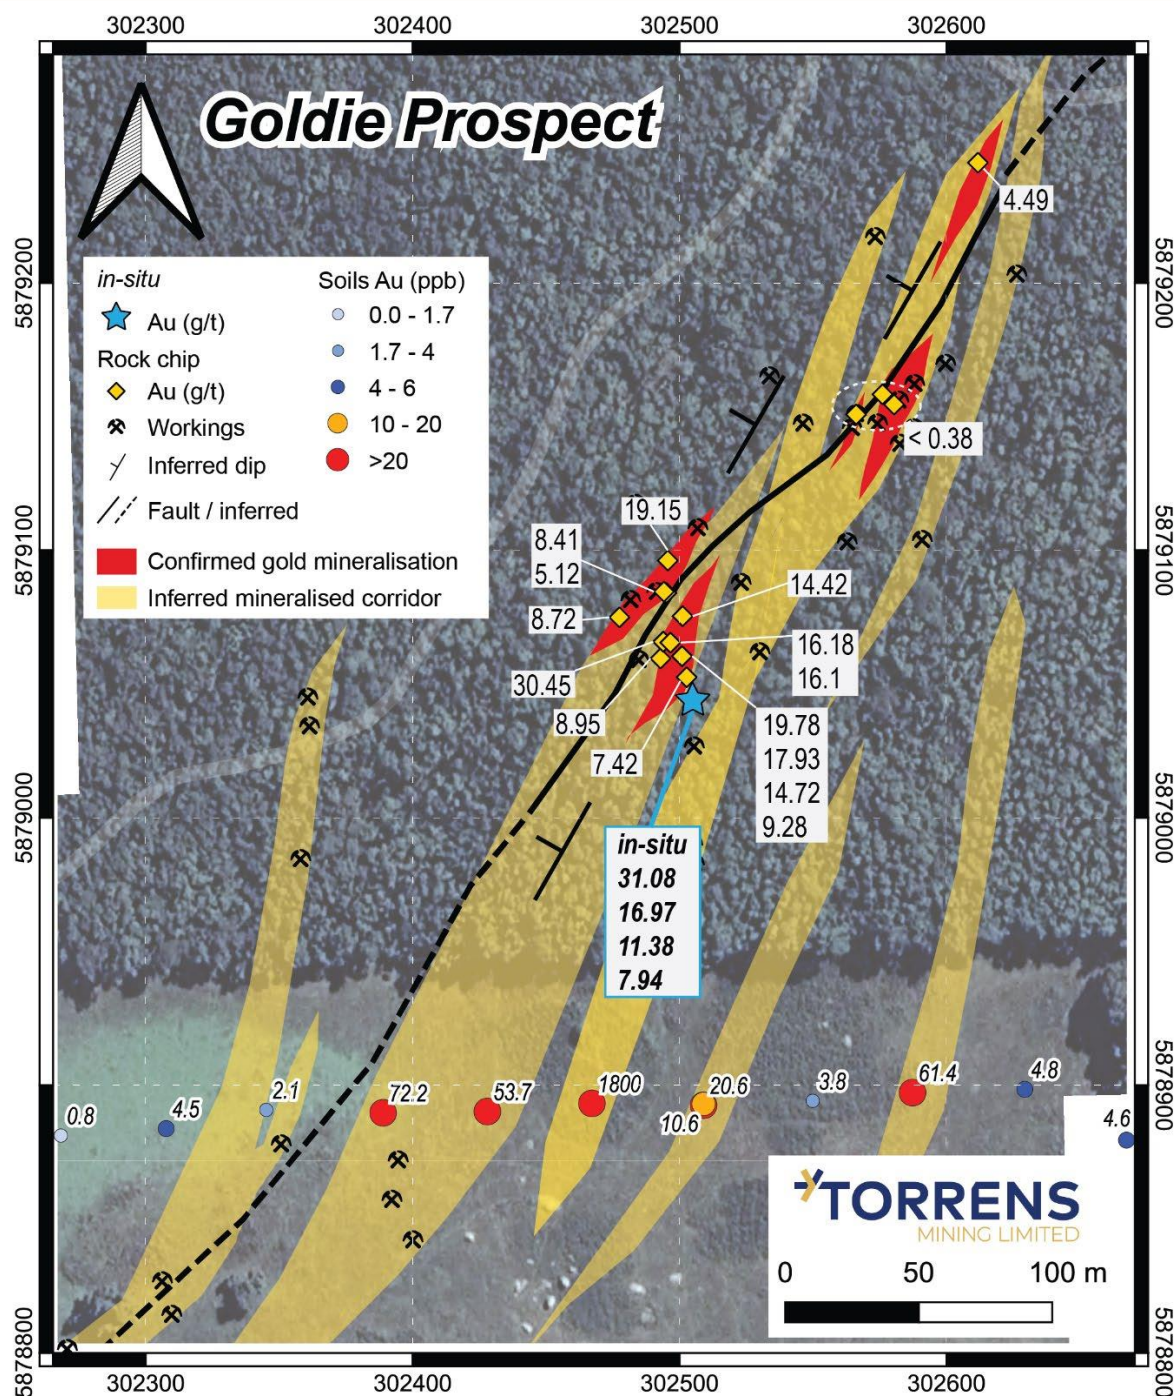 302300
302400
302500
302600
Goldie Prospect
4.49
5879200
5879200
in-situ
Au (g/t)
Rock chip
Au (g/t)
Workings
Inferred dip
Fault / inferred
Confirmed gold mineralisation
Inferred mineralised corridor
Soils Au (ppb)
0.0 - 1.7
1.7 - 4
4 - 6
10 - 20
>20
< 0.38
19.15
8.41
5.12
8.72
14.42
5879100
5879100
16.18
16.1
30.45
8.95
7.42
19.78
17.93
14.72
9.28
5879000
5879000
in-situ
31.08
16.97
11.38
7.94
0.8
4.5
2.1
72.2
53.7
1800
20.6
10.6
3.8
61.4
4.8
4.6
5878900
5878900
TORRENS
MINING LIMITED
0
50
100 m
5878800
5878800
302300
302400
302500
302600